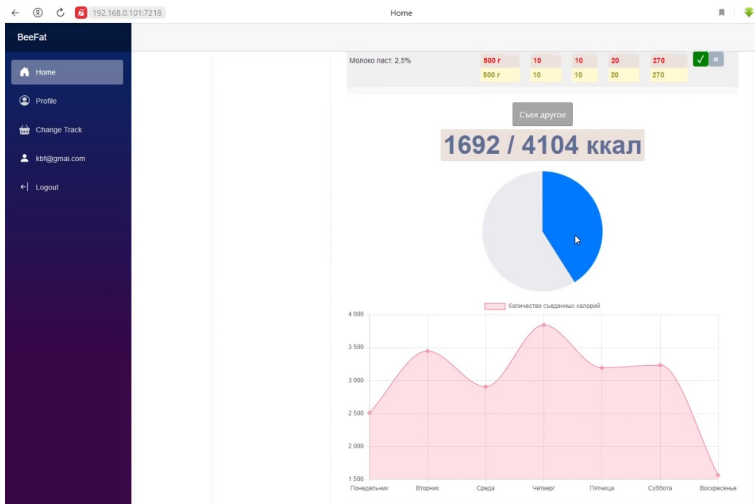 192.168.0.101:7218
Home
BeeFat
Home
Profile
Change Track
kbf@gmai.com
Logout
Молоко паст. 2,5% 500 г 10 10 20 270
500 г 10 10 20 270
Съел другое
1692 / 4104 ккал
Количество съеденных калорий
4 000
3 500
3 000
2 500
2 000
1 500
Понедельник Вторник Среда Четверг Пятница Суббота Воскресенье